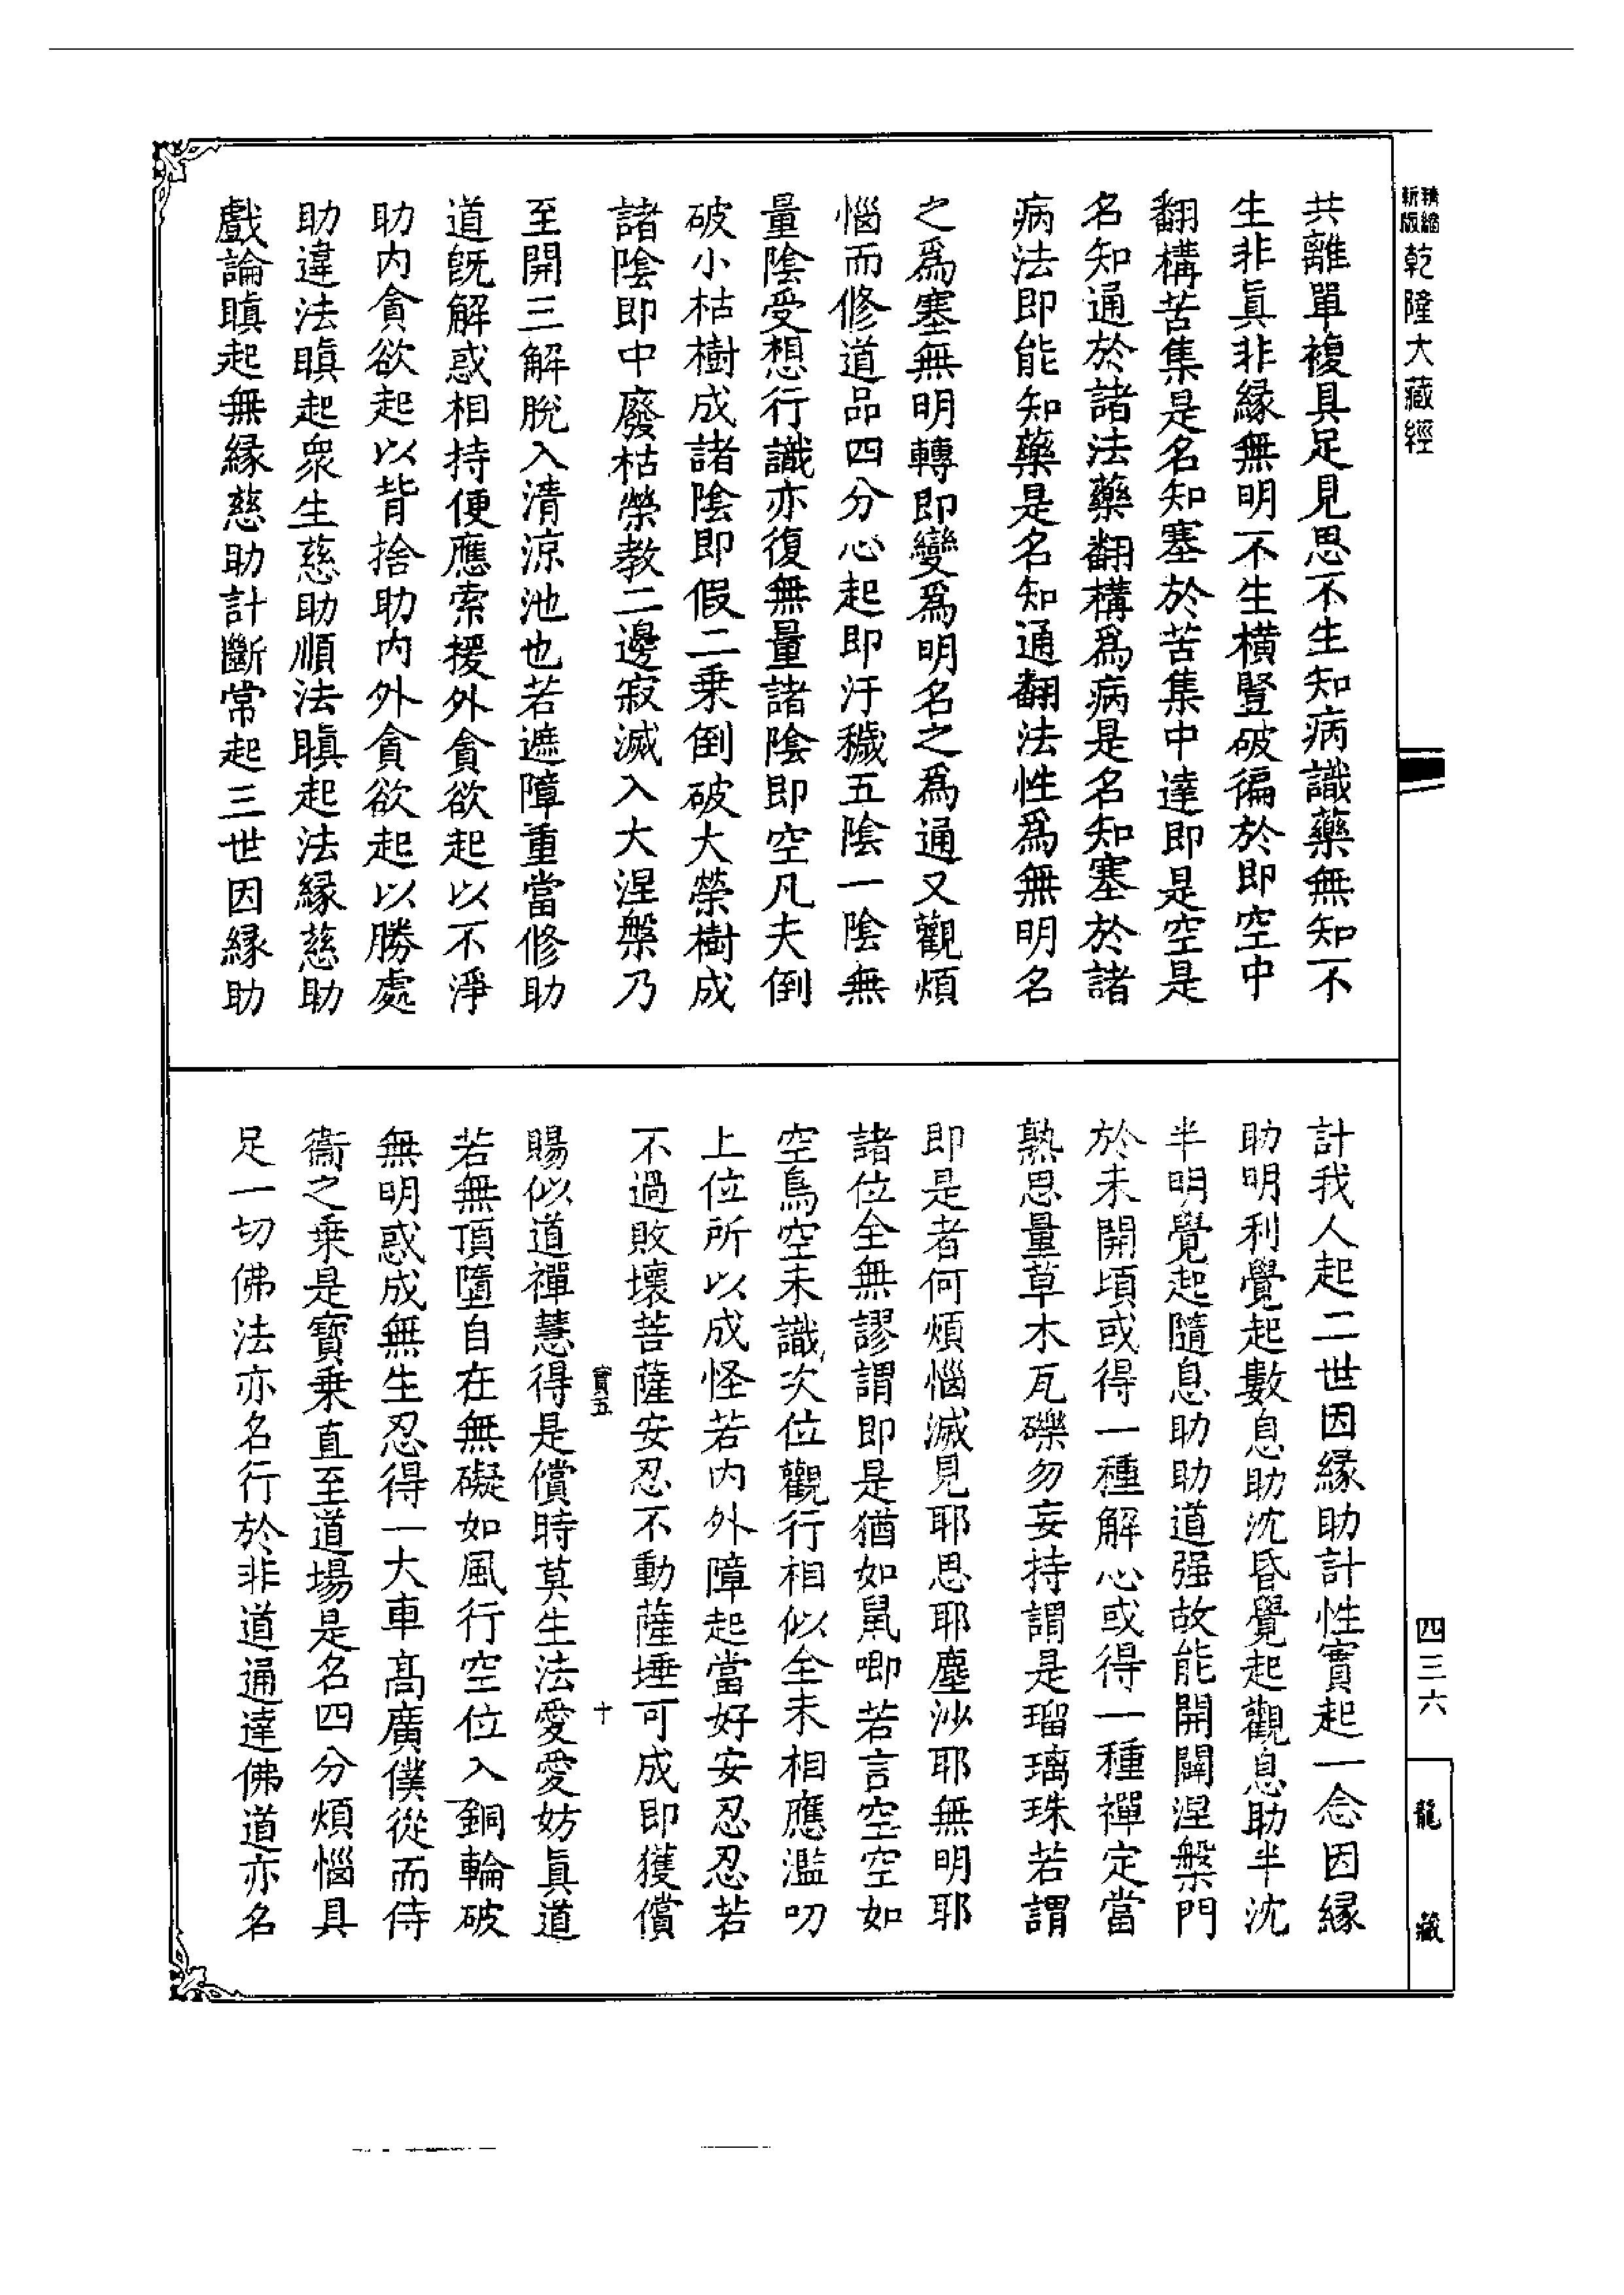 精縮
新版
乾隆大藏經
共離單複具足見思不生知病識藥無知不
生非眞非緣無明不生橫豎破徧於即空中
翻構苦集是名知塞於苦集中達即是空是
名知通於諸法藥翻構爲病是名知塞於諸
病法即能知藥是名知通翻法性爲無明名
之爲塞無明轉即變爲明名之爲通又觀煩
惱而修道品四分心起即汙穢五陰一陰無
量陰受想行識亦復無量諸陰即空凡夫倒
破小枯樹成諸陰即假二乗倒破大榮樹成
諸陰即中廢枯榮教二邊寂滅入大涅槃乃
至開三解脫入清涼池也若遮障重當修助
道旣解惑相持便應索援外貪欲起以不淨
助內貪欲起以背捨助內外貪欲起以勝處
助違法瞋起衆生慈助順法瞋起法緣慈助
戲論瞋起無緣慈助計斷常起三世因緣助
計我人起二世因緣助計性實起一念因緣
助明利覺起數息助沈昏覺起觀息助半沈
半明覺起隨息助助道强故能開闢涅槃門
於未開頃或得一種解心或得一種禪定當
熟思量草木瓦礫勿妄持謂是瑠璃珠若謂
即是者何煩惱滅見耶思耶塵沙耶無明耶
諸位全無謬謂即是猶如鼠唧若言空空如
空鳥空未識次位觀行相似全未相應濫叨
上位所以成怪若內外障起當好安忍忍若
不過敗壞菩薩安忍不動薩埵可成即獲償
寳五
十
賜似道禪慧得是償時莫生法愛愛妨眞道
若無頂墮自在無礙如風行空位入銅輪破
無明惑成無生忍得一大車髙廣僕從而侍
衞之乗是寶乗直至道場是名四分煩惱具
足一切佛法亦名行於非道通達佛道亦名
四三六
龍
藏